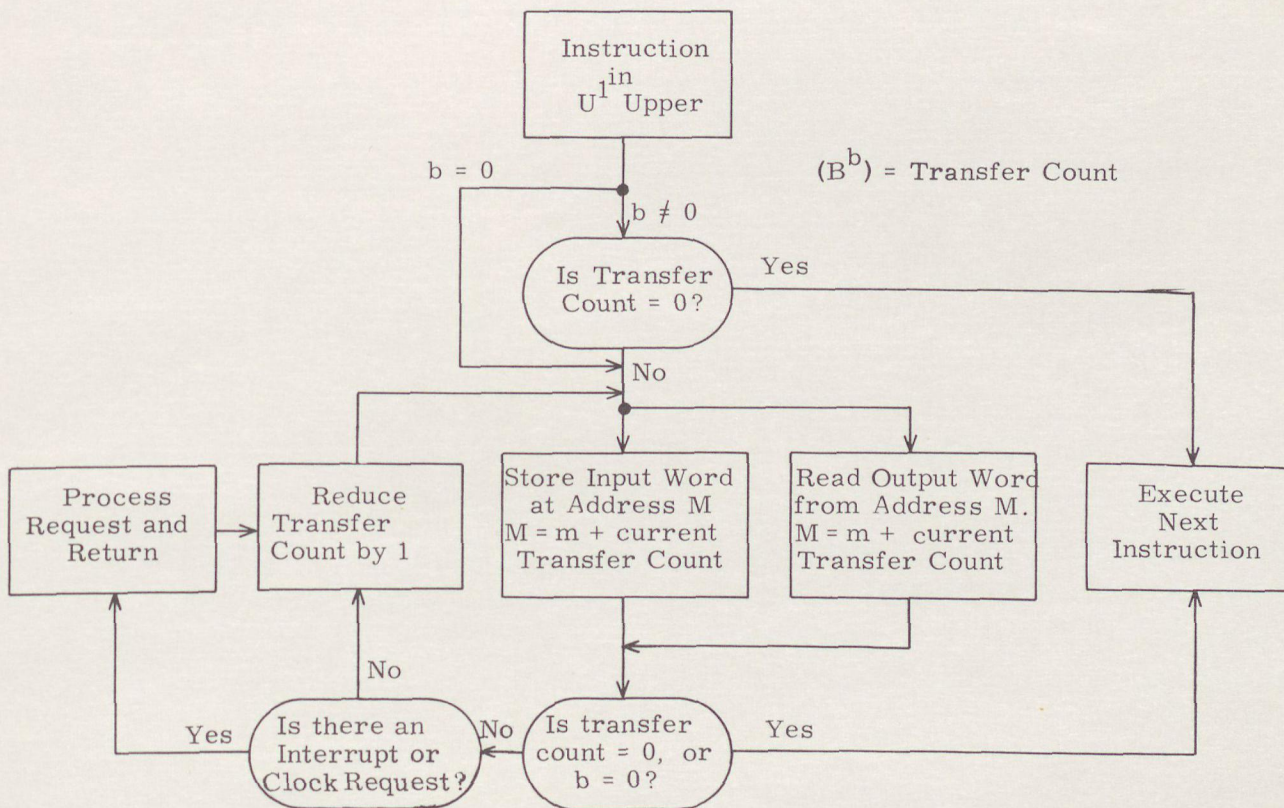 Instruction
in
U¹ Upper
b = 0
(Bᵇ) = Transfer Count
b ≠ 0
Is Transfer
Count = 0?
Yes
No
Process
Request and
Return
Reduce
Transfer
Count by 1
Store Input Word
at Address M
M = m + current
Transfer Count
Read Output Word
from Address M.
M = m + current
Transfer Count
Execute
Next
Instruction
No
Yes
Is there an
Interrupt or
Clock Request?
No
Is transfer
count = 0, or
b = 0?
Yes